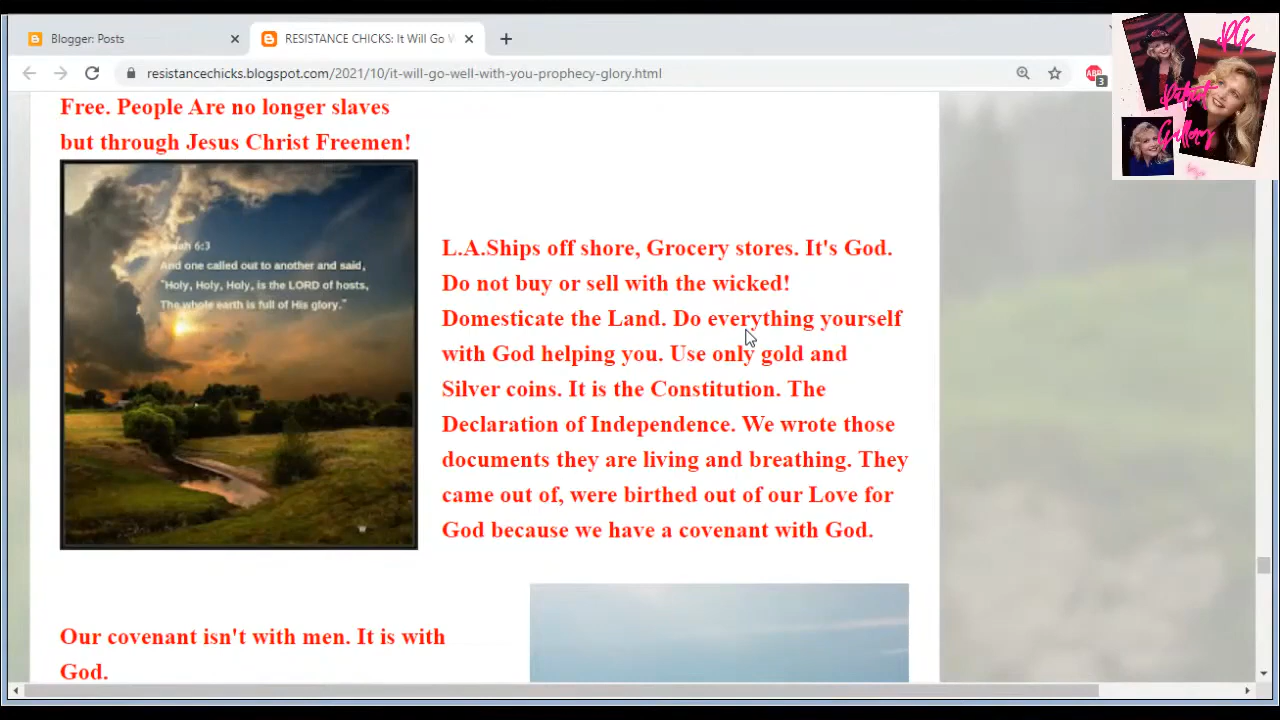 Blogger: Posts
RESISTANCE CHICKS: It Will Go W
resistancechicks.blogspot.com/2021/10/it-will-go-well-with-you-prophecy-glory.html
3
PG
Patriot
Gallery
Free. People Are no longer slaves
but through Jesus Christ Freemen!
6:3
And one called out to another and said,
"Holy, Holy, Holy, is the LORD of hosts,
The whole earth is full of His glory."
L.A.Ships off shore, Grocery stores. It's God.
Do not buy or sell with the wicked!
Domesticate the Land. Do everything yourself
with God helping you. Use only gold and
Silver coins. It is the Constitution. The
Declaration of Independence. We wrote those
documents they are living and breathing. They
came out of, were birthed out of our Love for
God because we have a covenant with God.
Our covenant isn't with men. It is with
God.